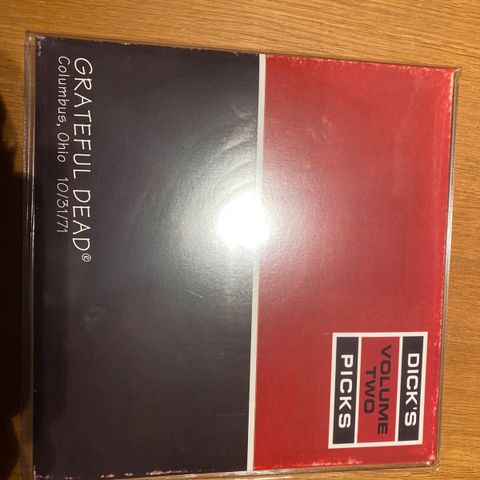 DICK'S
VOLUME
TWO
PICKS
GRATEFUL DEAD®
Columbus, Ohio 10/31/71